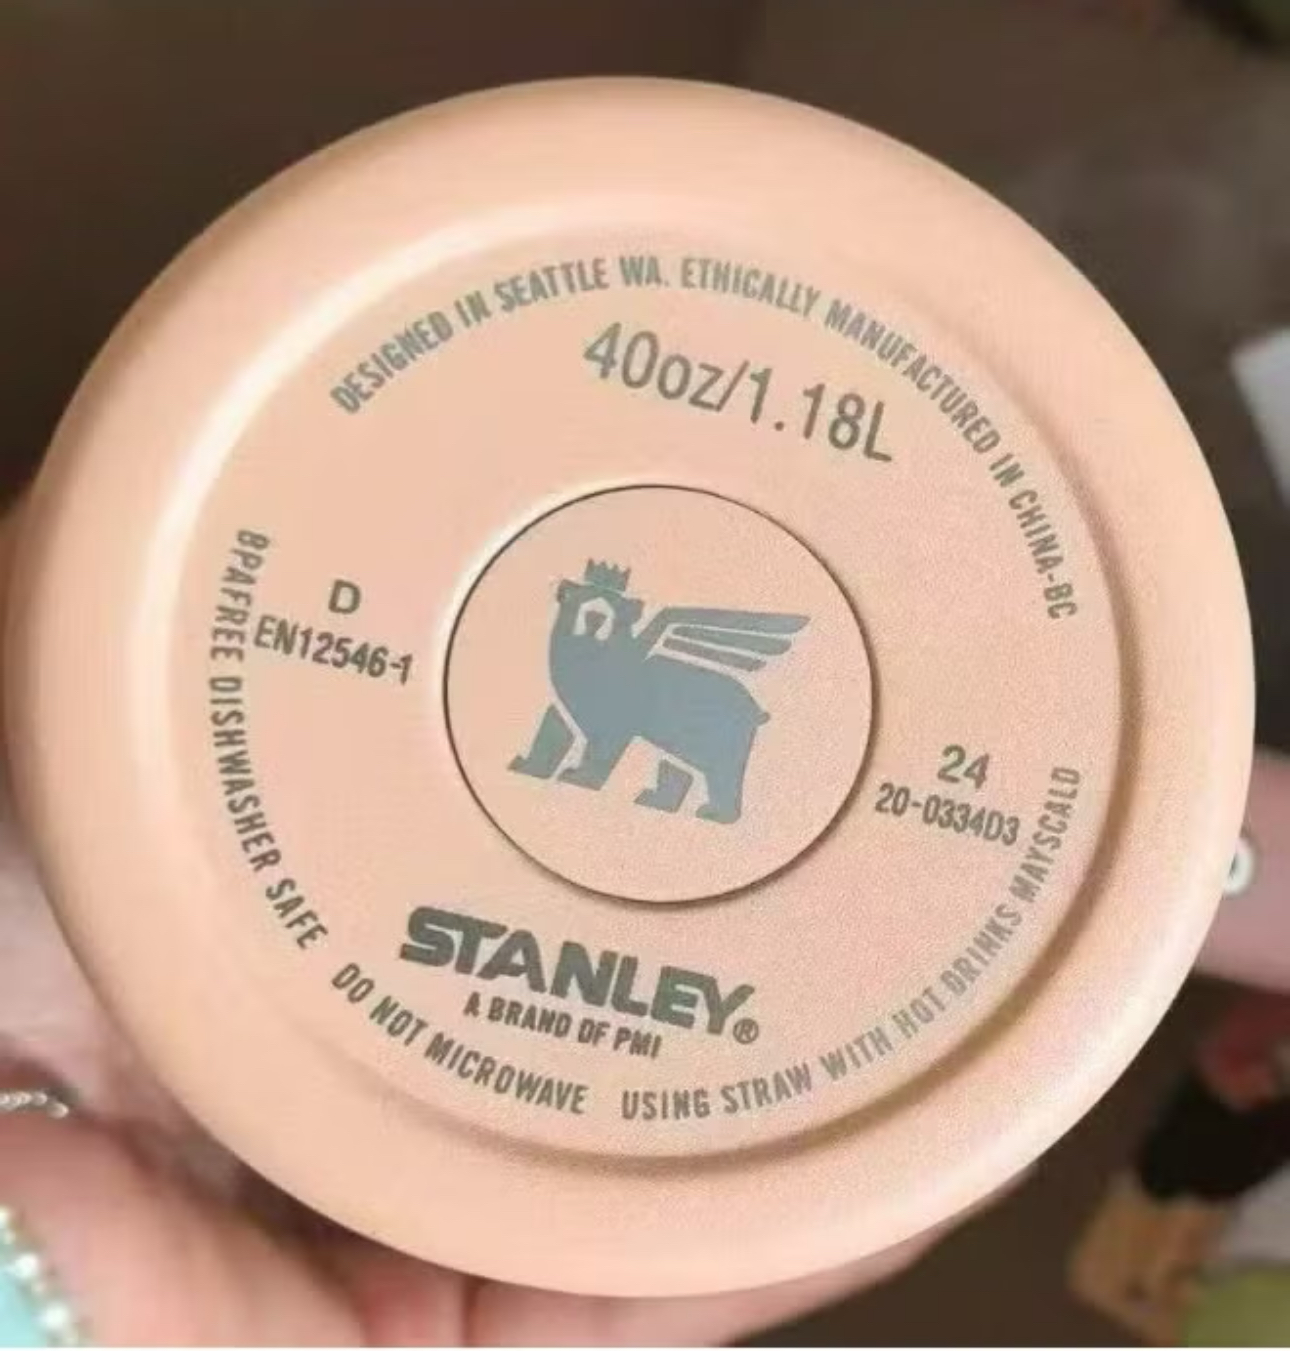 DESIGNED IN SEATTLE WA. ETHICALLY MANUFACTURED IN CHINA-BC
40oz/1.18L
D
EN12546-1
24
20-0334D3
STANLEY®
A BRAND OF PMI
BPAFREE DISHWASHER SAFE DO NOT MICROWAVE USING STRAW WITH HOT DRINKS MAYSCALD